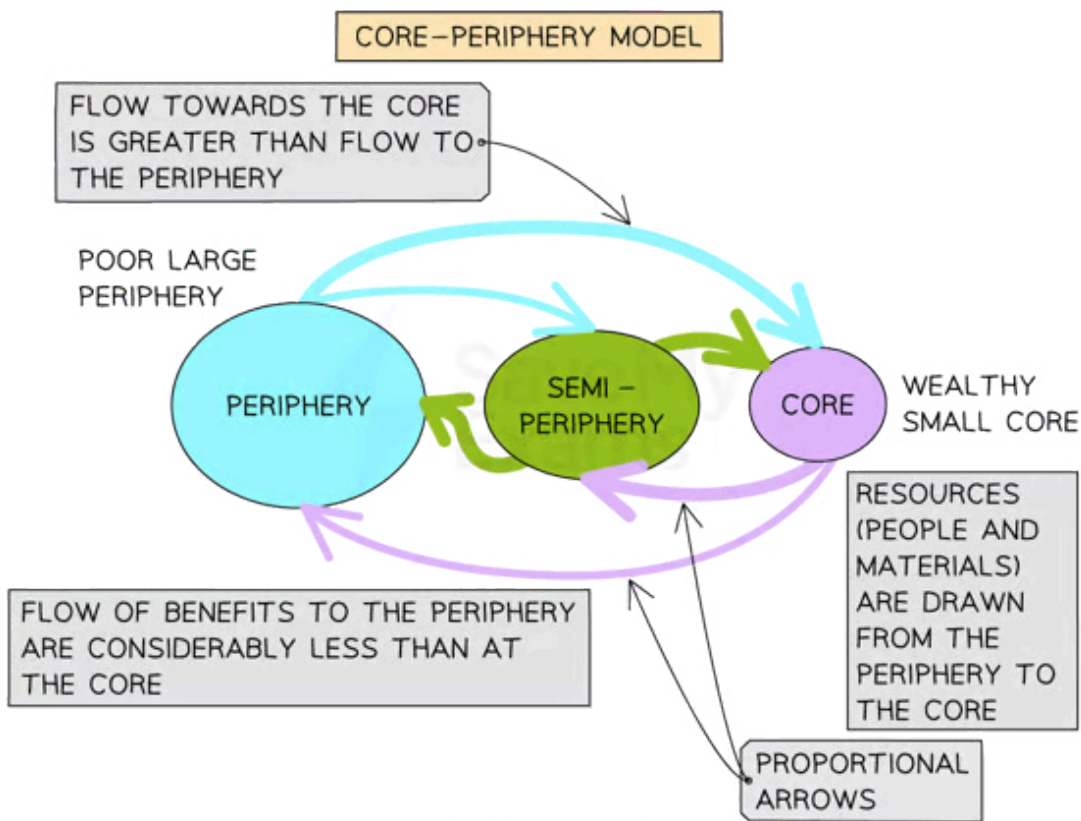 CORE-PERIPHERY MODEL
FLOW TOWARDS THE CORE
IS GREATER THAN FLOW TO
THE PERIPHERY
POOR LARGE
PERIPHERY
PERIPHERY
SEMI-
PERIPHERY
CORE
WEALTHY
SMALL CORE
RESOURCES
(PEOPLE AND
MATERIALS)
ARE DRAWN
FROM THE
PERIPHERY TO
THE CORE
FLOW OF BENEFITS TO THE PERIPHERY
ARE CONSIDERABLY LESS THAN AT
THE CORE
PROPORTIONAL
ARROWS